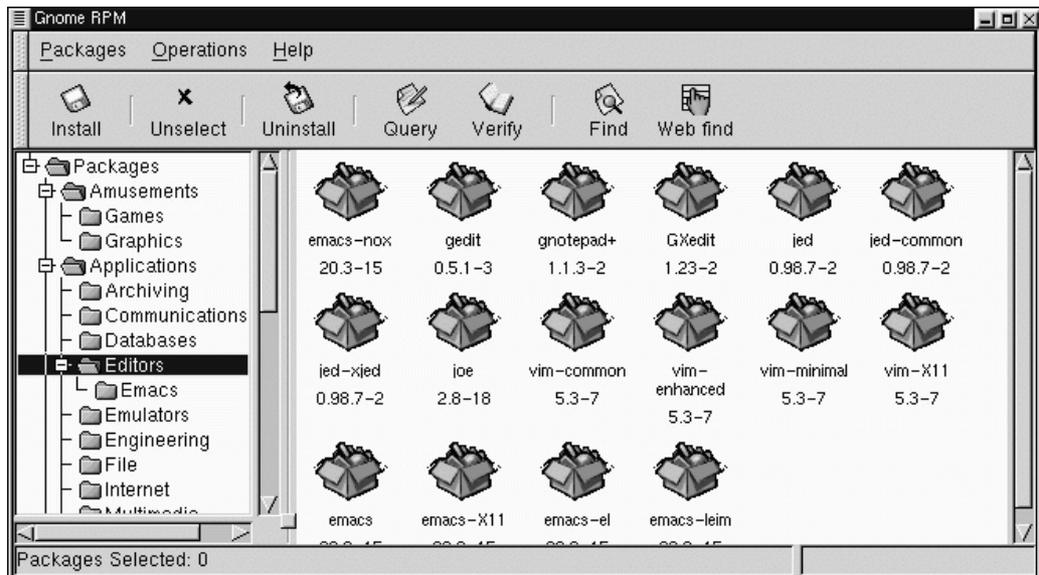 Gnome RPM
Packages Operations Help
Install Unselect Uninstall Query Verify Find Web find
Packages
Amusements
Games
Graphics
Applications
Archiving
Communications
Databases
Editors
Emacs
Emulators
Engineering
File
Internet
Multimedia
emacs-nox gedit gnotepad+ GXedit jed jed-common
20.3-15 0.5.1-3 1.1.3-2 1.23-2 0.98.7-2 0.98.7-2
jed-xjed joe vim-common vim-enhanced vim-minimal vim-X11
0.98.7-2 2.8-18 5.3-7 5.3-7 5.3-7 5.3-7
emacs emacs-X11 emacs-el emacs-leim
Packages Selected: 0